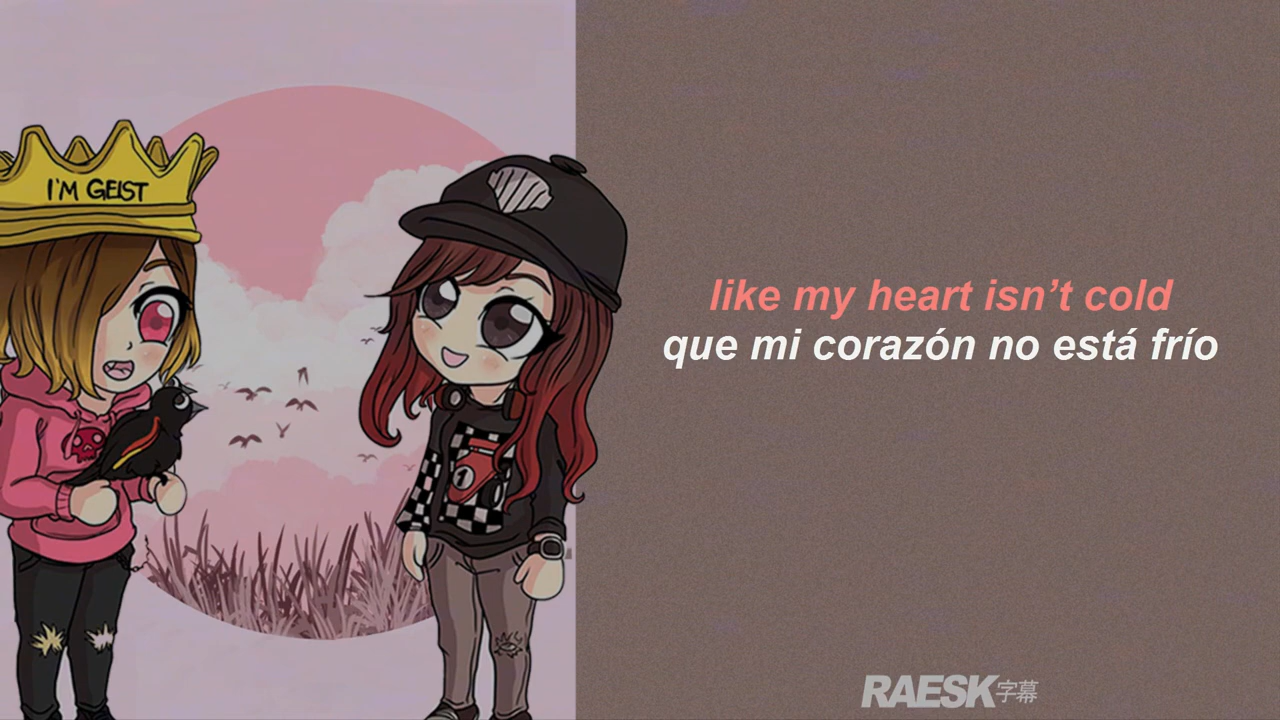 I'M GEIST
like my heart isn’t cold
que mi corazón no está frío
1
RAESK字幕